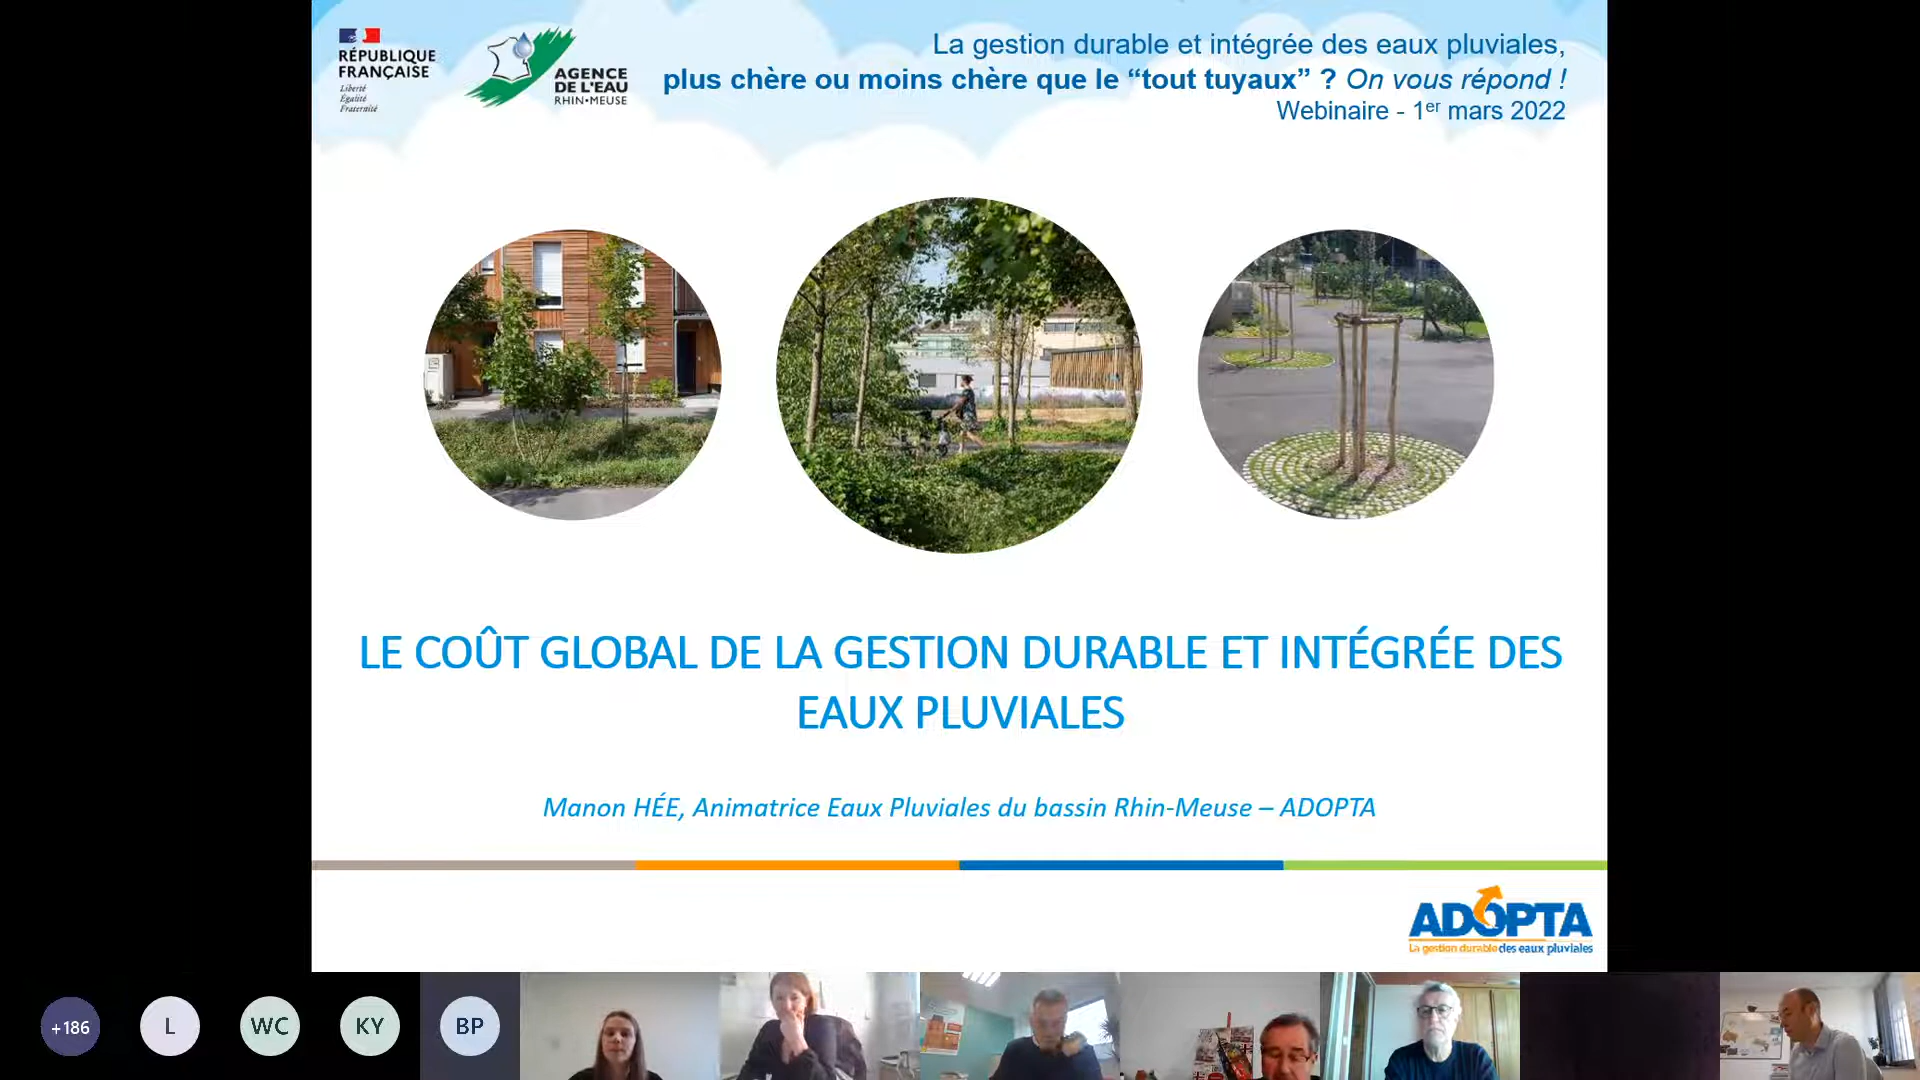 RÉPUBLIQUE
FRANÇAISE
Liberté
Égalité
Fraternité
AGENCE
DE L'EAU
RHIN•MEUSE
La gestion durable et intégrée des eaux pluviales,
plus chère ou moins chère que le “tout tuyaux” ? On vous répond !
Webinaire - 1er mars 2022
LE COÛT GLOBAL DE LA GESTION DURABLE ET INTÉGRÉE DES
EAUX PLUVIALES
Manon HÉE, Animatrice Eaux Pluviales du bassin Rhin-Meuse – ADOPTA
ADOPTA
La gestion durable des eaux pluviales
+186
L
WC
KY
BP